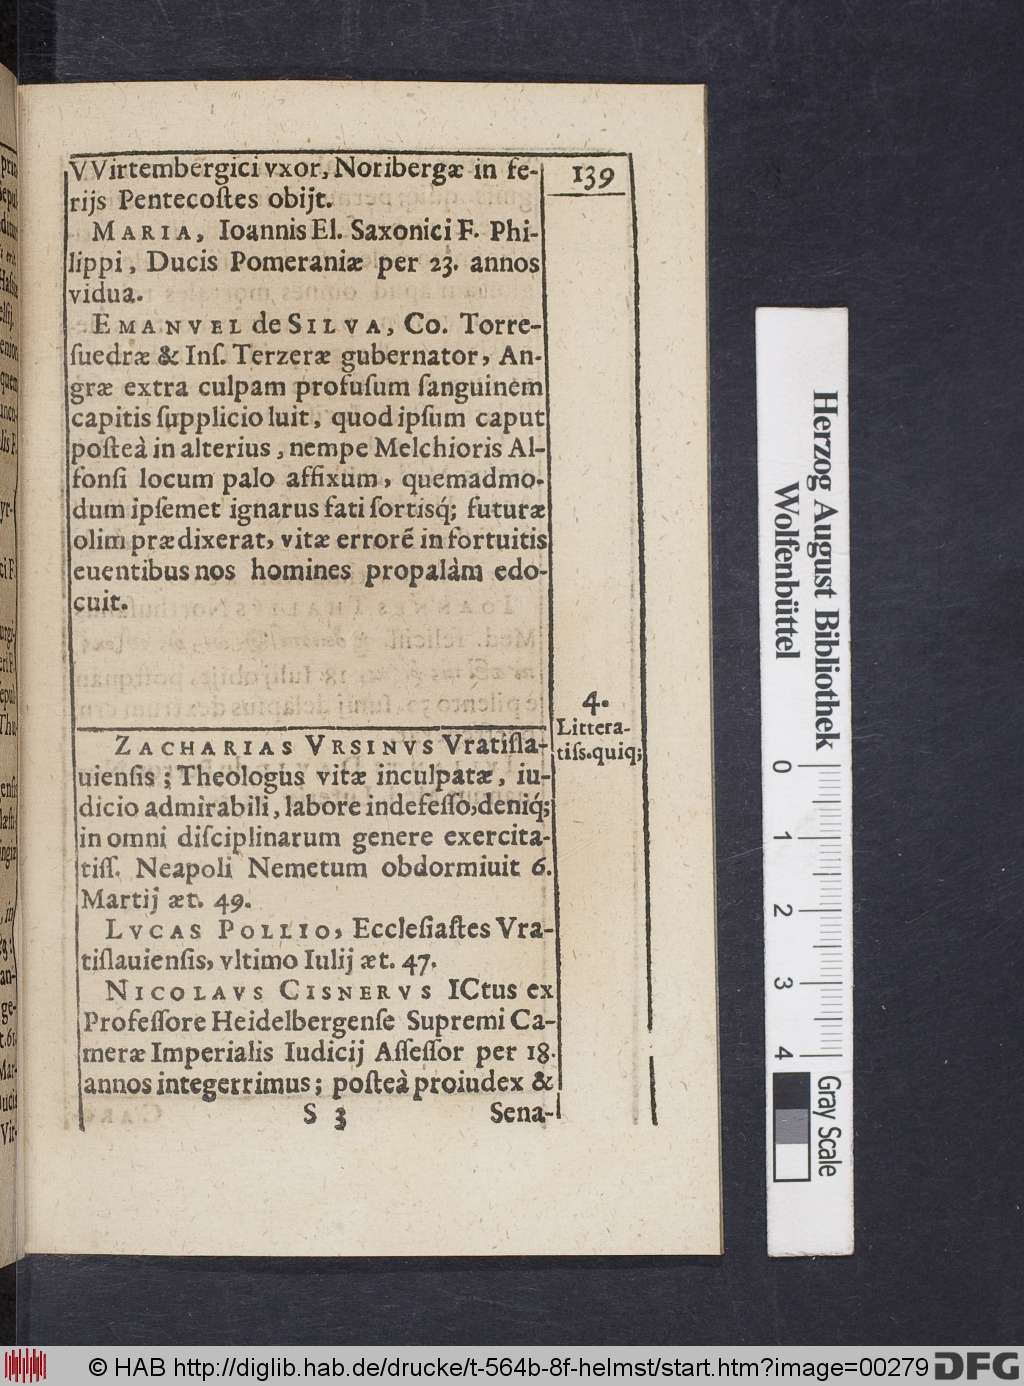 139
VVirtembergici vxor, Noribergæ in fe-
rijs Pentecoſtes obijt.
MARIA, Ioannis El. Saxonici F. Phi-
lippi, Ducis Pomeraniæ per 23. annos
vidua.
EMANVEL de SILVA, Co. Torre-
ſuedræ & Inſ. Terzeræ gubernator, An-
græ extra culpam profuſum ſanguinem
capitis ſupplicio luit, quod ipſum caput
poſteà in alterius, nempe Melchioris Al-
fonſi locum palo affixum, quemadmo-
dum ipſemet ignarus fati ſortisq́; futuræ
olim prædixerat, vitæ errorẽ in fortuitis
euentibus nos homines propalàm edo-
cuit.
4.
Littera-
tiſs. quiq;
ZACHARIAS VRSINVS Vratiſla-
uienſis; Theologus vitæ inculpatæ, iu-
dicio admirabili, labore indefeſſo, deniq́;
in omni diſciplinarum genere exercita-
tiſſ. Neapoli Nemetum obdormiuit 6.
Martij æt. 49.
LVCAS POLLIO, Eccleſiaſtes Vra-
tiſlauienſis, vltimo Iulij æt. 47.
NICOLAVS CISNERVS ICtus ex
Profeſſore Heidelbergenſe Supremi Ca-
meræ Imperialis Iudicij Aſſeſſor per 18.
annos integerrimus; poſteà proiudex &
S 3 Sena-
Herzog August Bibliothek
Wolfenbüttel
0 1 2 3 4
Gray Scale
© HAB http://diglib.hab.de/drucke/t-564b-8f-helmst/start.htm?image=00279
DFG